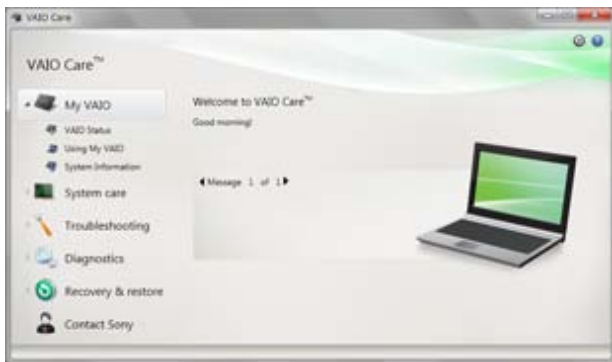 VAIO Care
VAIO Care™
My VAIO
VAIO Status
Using My VAIO
System Information
System care
Troubleshooting
Diagnostics
Recovery & restore
Contact Sony
Welcome to VAIO Care™
Good morning!
Message 1 of 1